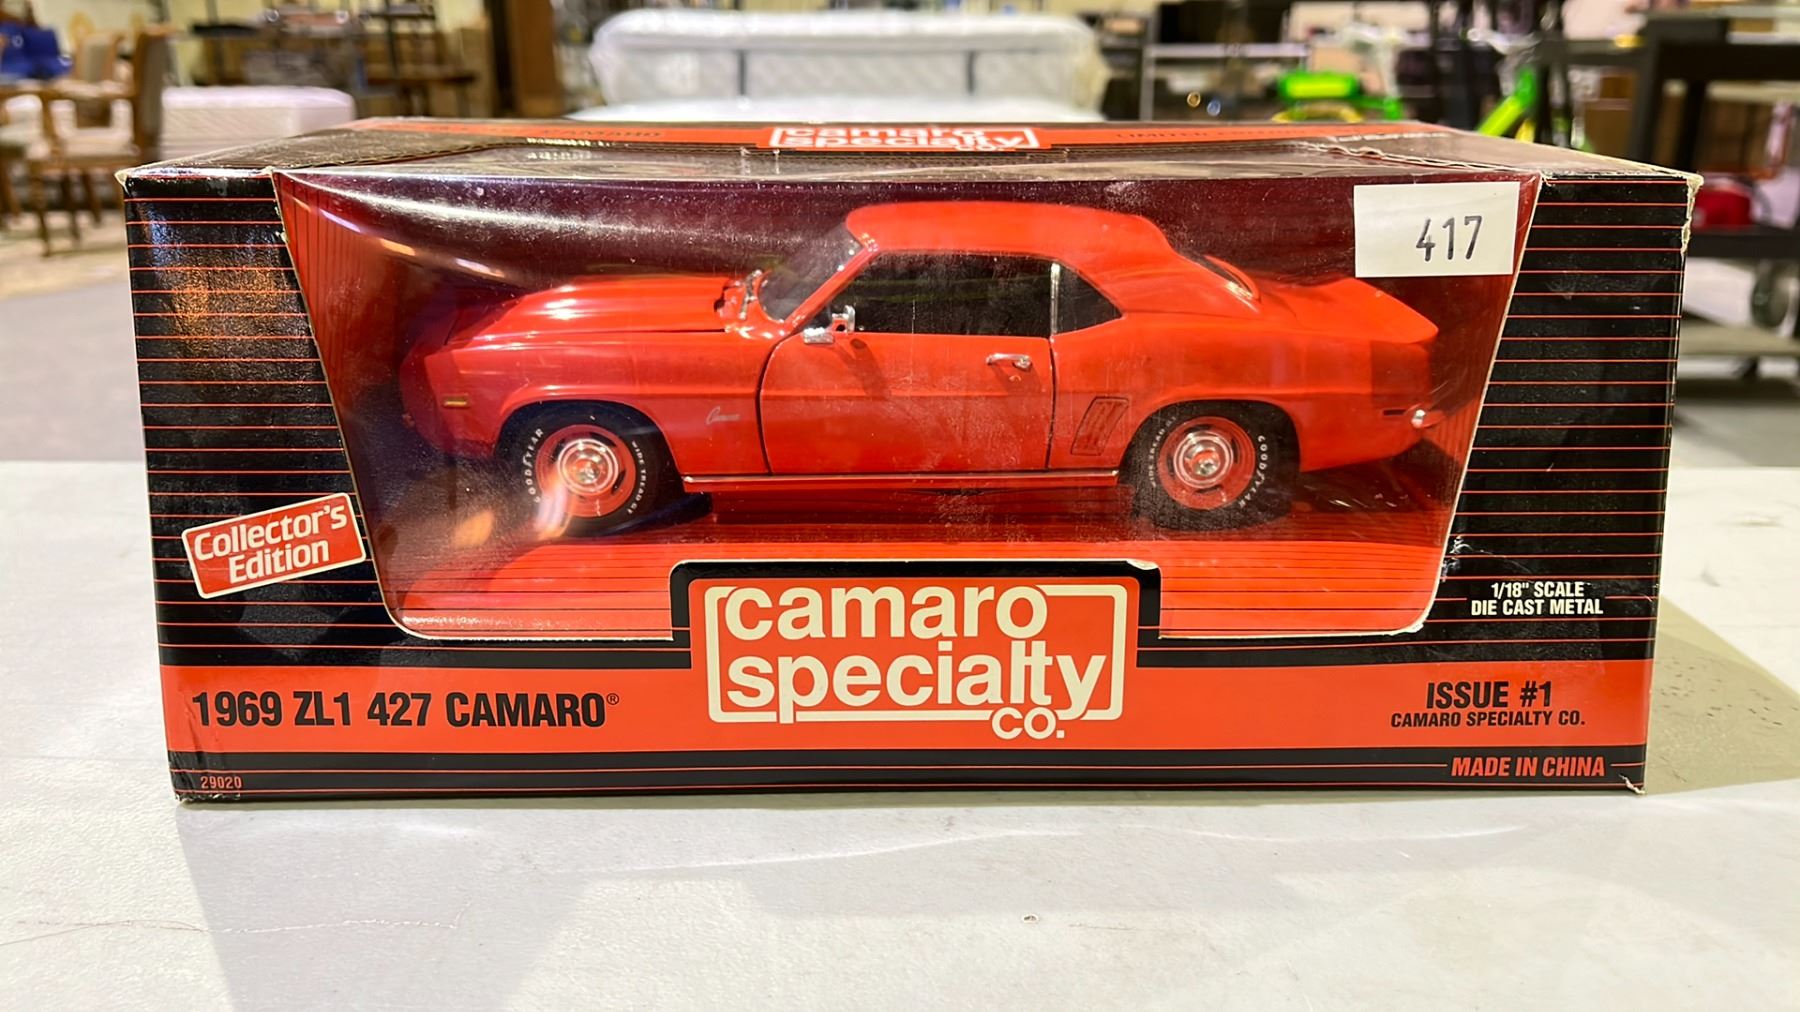 camaro
specialty
co.
417
Camaro
GOODYEAR
WIDE TREAD GT
WIDE TREAD GT
GOODYEAR
Collector's
Edition
1/18" SCALE
DIE CAST METAL
camaro
specialty
co.
1969 ZL1 427 CAMARO®
ISSUE #1
CAMARO SPECIALTY CO.
MADE IN CHINA
29020